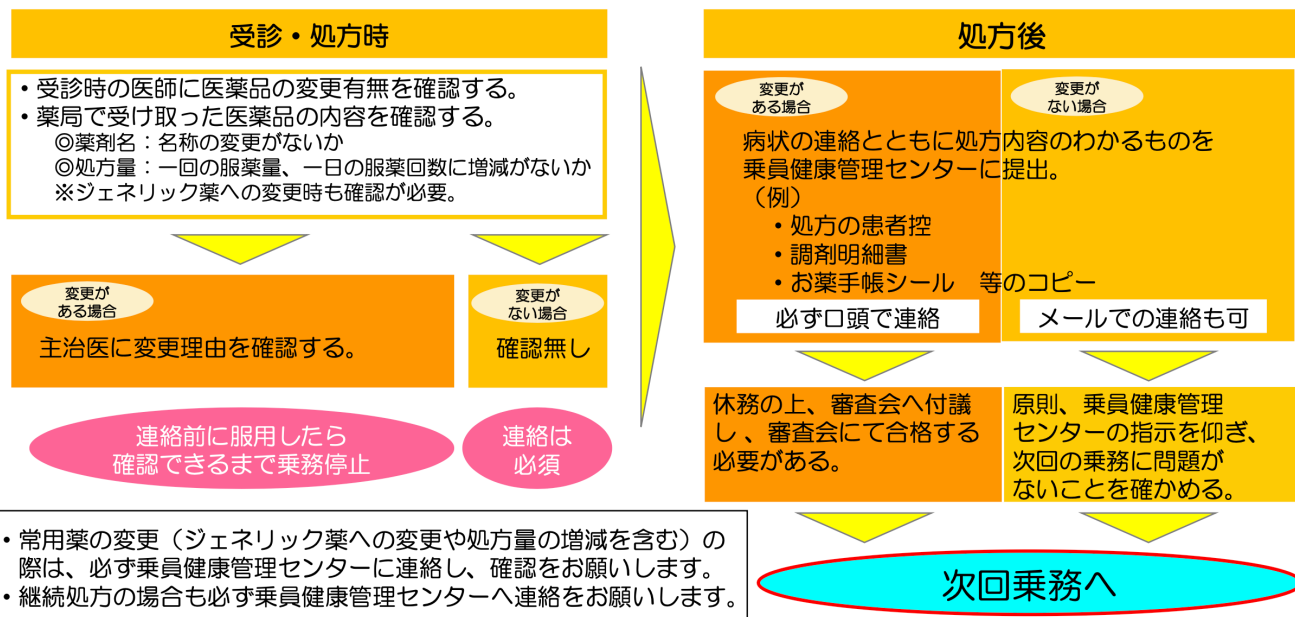 受診・処方時
・受診時の医師に医薬品の変更有無を確認する。
・薬局で受け取った医薬品の内容を確認する。
◎薬剤名：名称の変更がないか
◎処方量：一回の服薬量、一日の服薬回数に増減がないか
※ジェネリック薬への変更時も確認が必要。
変更が
ある場合
主治医に変更理由を確認する。
変更が
ない場合
確認無し
連絡前に服用したら
確認できるまで乗務停止
連絡は
必須
・常用薬の変更（ジェネリック薬への変更や処方量の増減を含む）の
際は、必ず乗員健康管理センターに連絡し、確認をお願いします。
・継続処方の場合も必ず乗員健康管理センターへ連絡をお願いします。
処方後
変更が
ある場合
変更が
ない場合
病状の連絡とともに処方内容のわかるものを
乗員健康管理センターに提出。
（例）
・処方の患者控
・調剤明細書
・お薬手帳シール　等のコピー
必ず口頭で連絡
メールでの連絡も可
休務の上、審査会へ付議
し 、審査会にて合格する
必要がある。
原則、乗員健康管理
センターの指示を仰ぎ、
次回の乗務に問題が
ないことを確かめる。
次回乗務へ